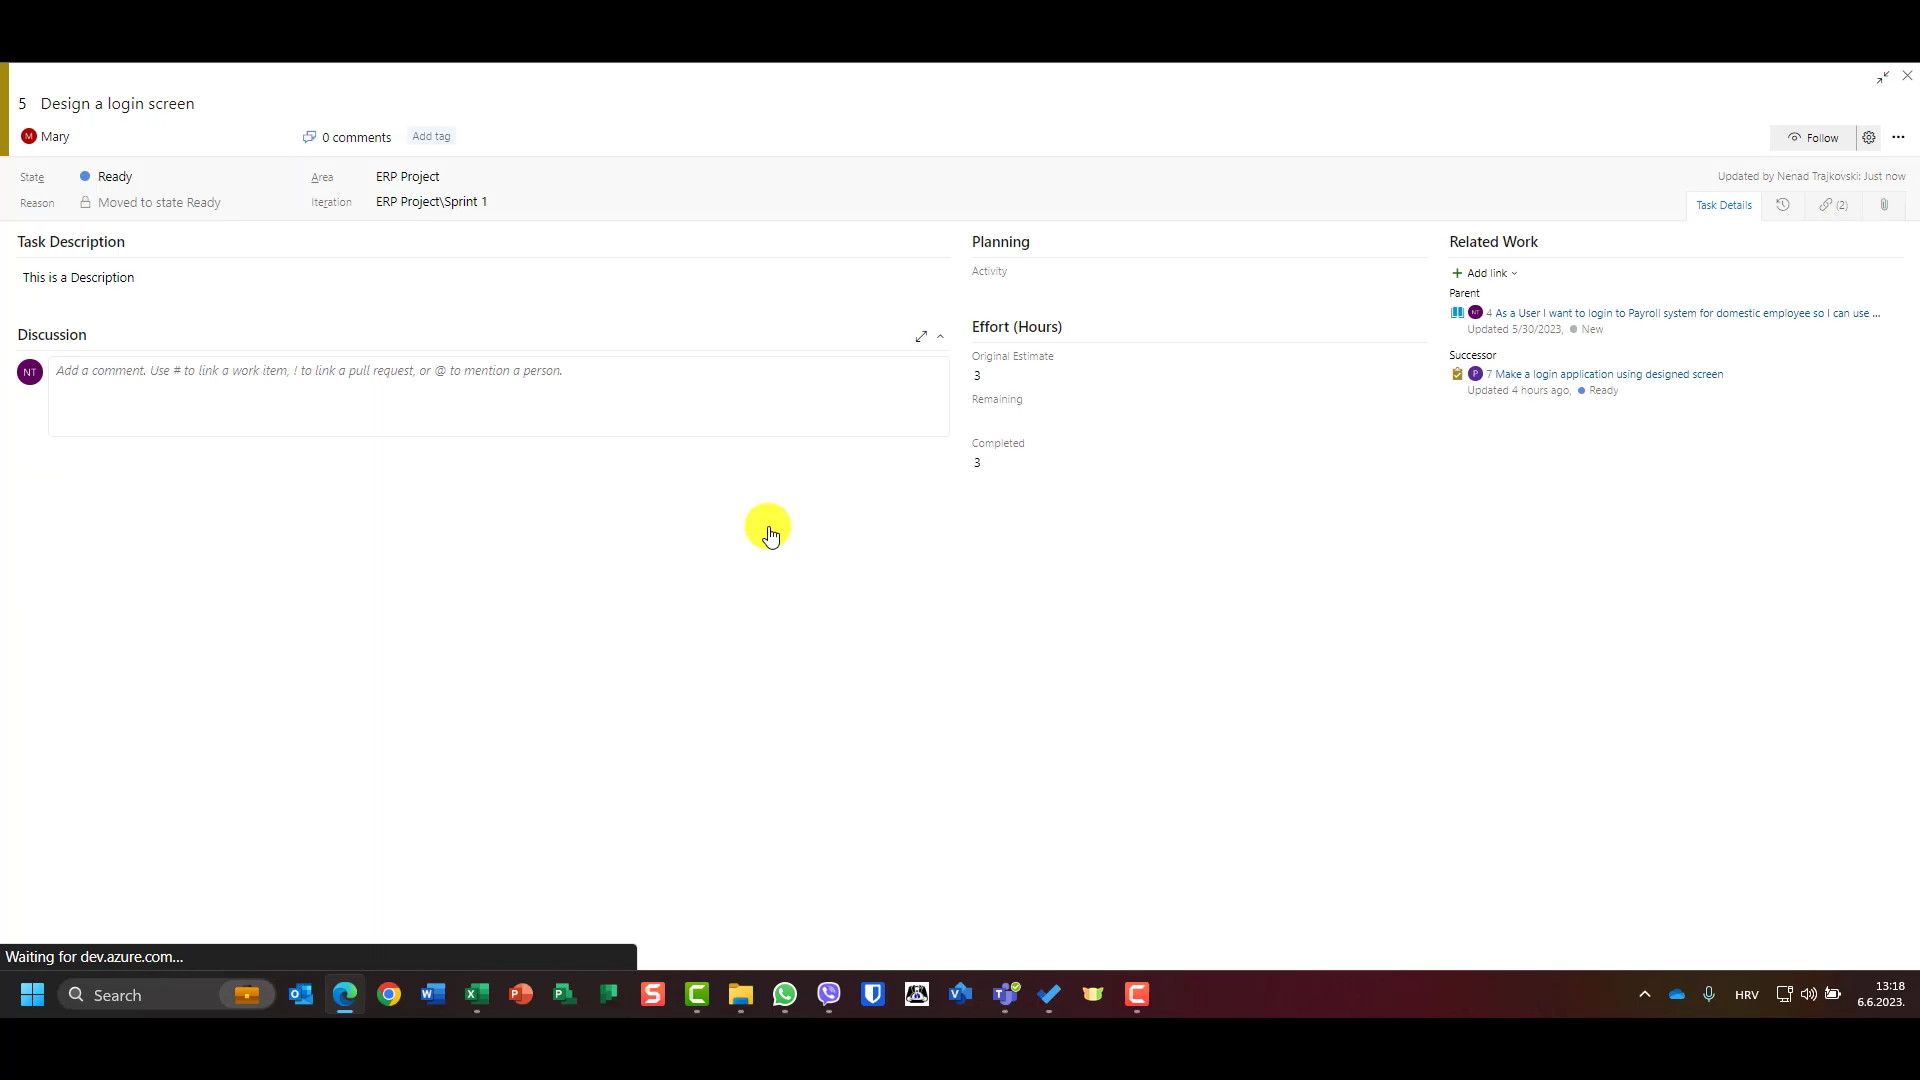 5 Design a login screen
M Mary
0 comments
Add tag
Follow
State
Ready
Area
ERP Project
Updated by Nenad Trajkovski: Just now
Reason
Moved to state Ready
Iteration
ERP Project\Sprint 1
Task Details
(2)
Task Description
This is a Description
Discussion
NT
Add a comment. Use # to link a work item, ! to link a pull request, or @ to mention a person.
Planning
Activity
Effort (Hours)
Original Estimate
3
Remaining
Completed
3
Related Work
+ Add link
Parent
NT 4 As a User I want to login to Payroll system for domestic employee so I can use ...
Updated 5/30/2023, New
Successor
P 7 Make a login application using designed screen
Updated 4 hours ago, Ready
Waiting for dev.azure.com...
Search
HRV
13:18
6.6.2023.